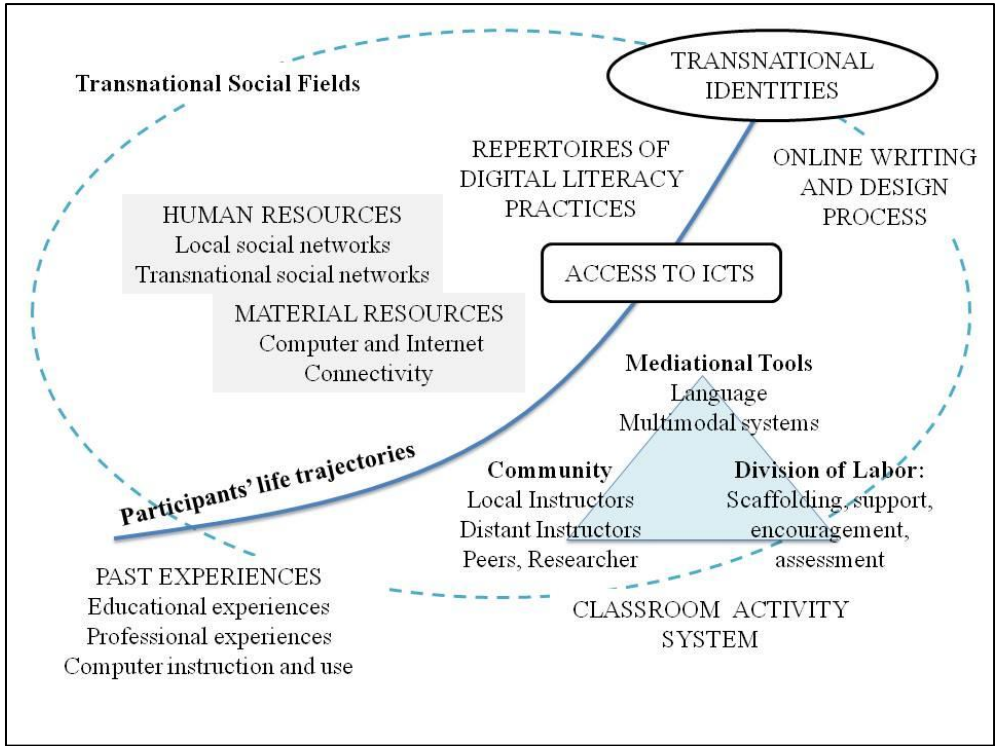 Transnational Social Fields
TRANSNATIONAL
IDENTITIES
REPERTOIRES OF
DIGITAL LITERACY
PRACTICES
ONLINE WRITING
AND DESIGN
PROCESS
HUMAN RESOURCES
Local social networks
Transnational social networks
ACCESS TO ICTS
MATERIAL RESOURCES
Computer and Internet
Connectivity
Mediational Tools
Language
Multimodal systems
Participants' life trajectories
Community
Local Instructors
Distant Instructors
Peers, Researcher
Division of Labor:
Scaffolding, support,
encouragement,
assessment
PAST EXPERIENCES
Educational experiences
Professional experiences
Computer instruction and use
CLASSROOM ACTIVITY
SYSTEM